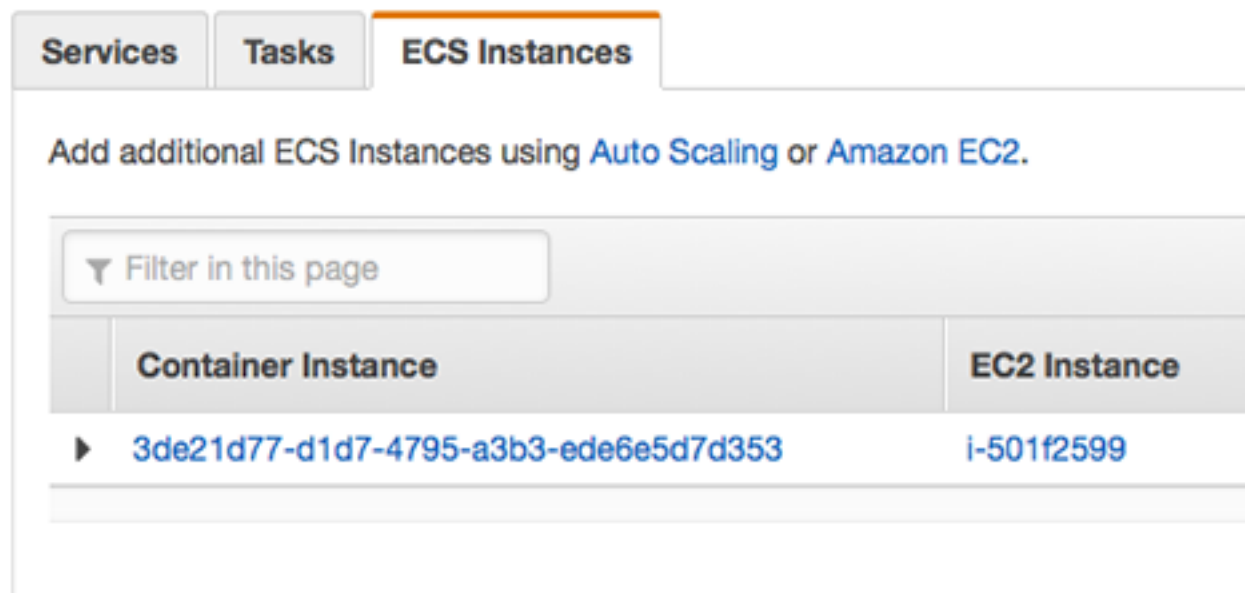 Services Tasks ECS Instances
Add additional ECS Instances using Auto Scaling or Amazon EC2.
Filter in this page
Container Instance EC2 Instance
3de21d77-d1d7-4795-a3b3-ede6e5d7d353 i-501f2599